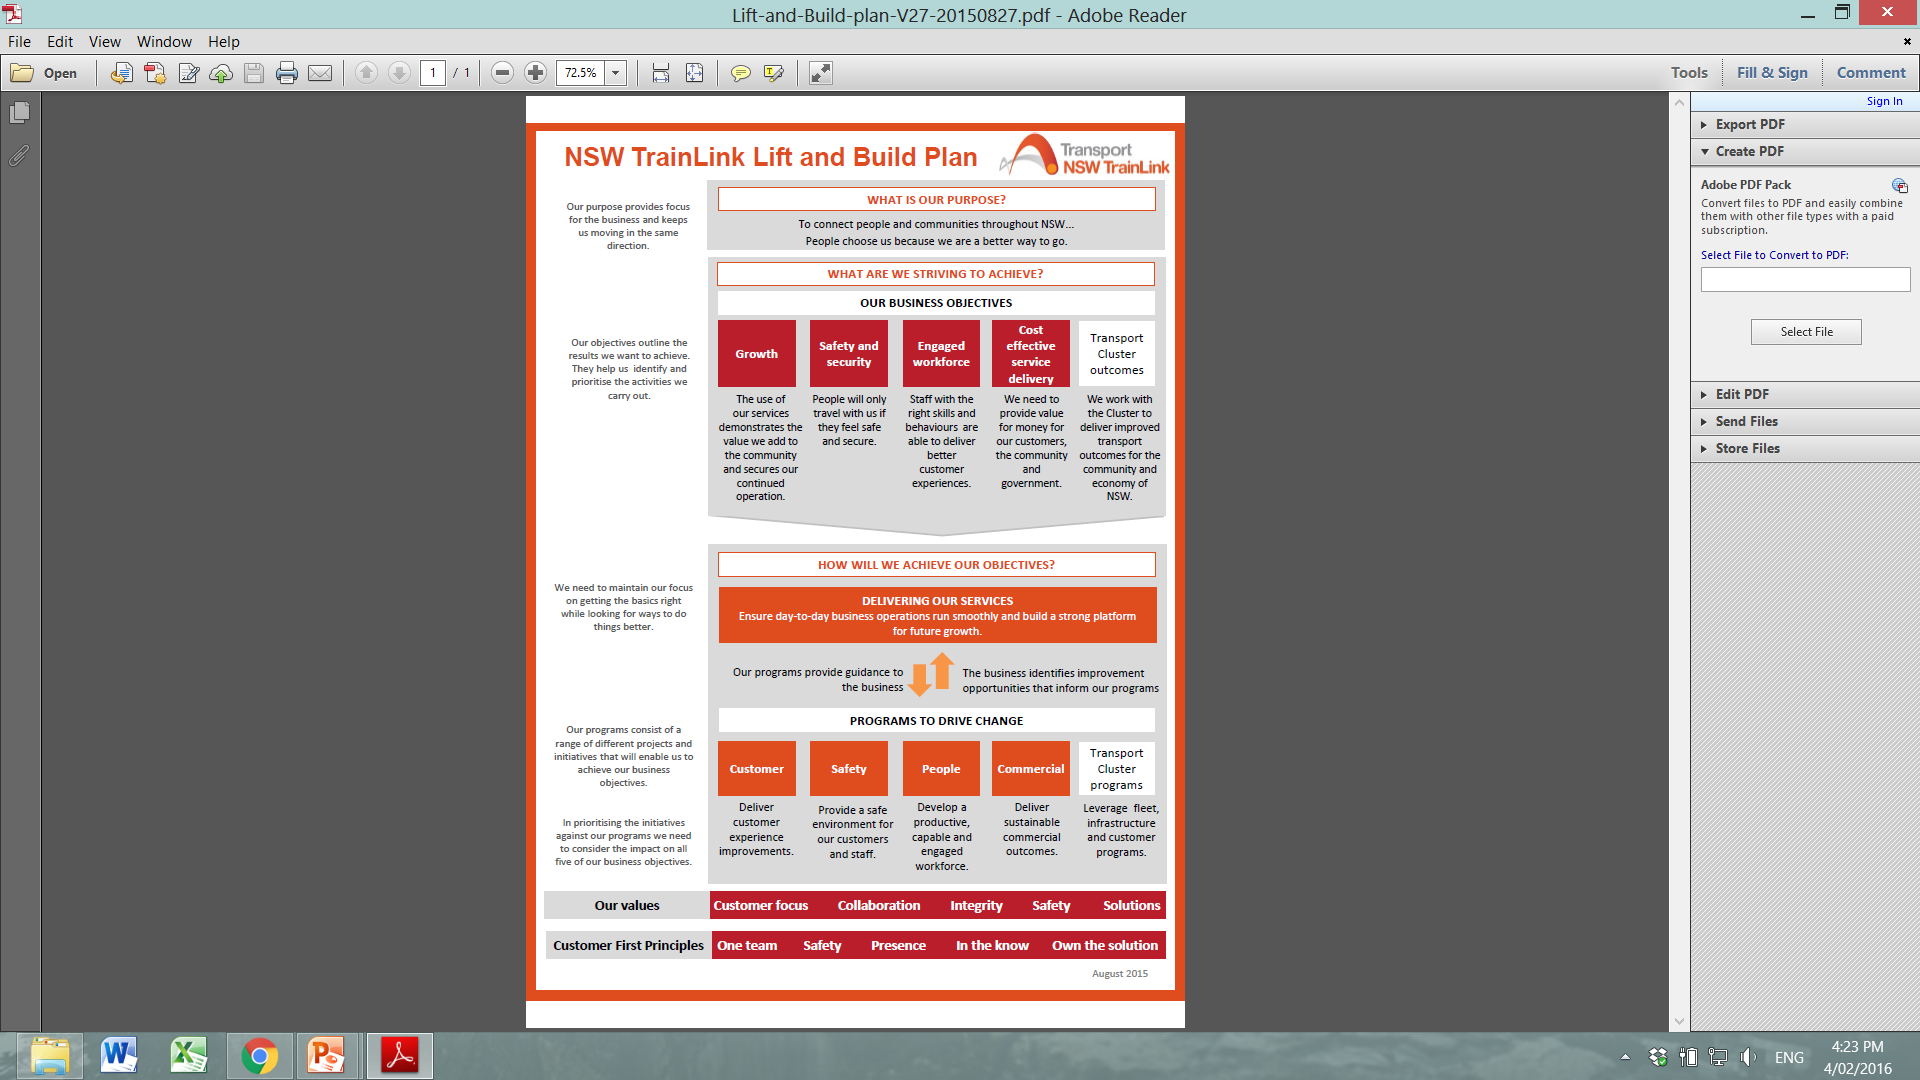 Lift-and-Build-plan-V27-20150827.pdf - Adobe Reader
File Edit View Window Help
Open 1 / 1 72.5% Tools Fill & Sign Comment
Sign In
Export PDF
Create PDF
Adobe PDF Pack
Convert files to PDF and easily combine
them with other file types with a paid
subscription.
Select File to Convert to PDF:
Select File
Edit PDF
Send Files
Store Files
NSW TrainLink Lift and Build Plan
Transport
NSW TrainLink
Our purpose provides focus
for the business and keeps
us moving in the same
direction.
WHAT IS OUR PURPOSE?
To connect people and communities throughout NSW...
People choose us because we are a better way to go.
WHAT ARE WE STRIVING TO ACHIEVE?
OUR BUSINESS OBJECTIVES
Our objectives outline the
results we want to achieve.
They help us identify and
prioritise the activities we
carry out.
Growth
The use of
our services
demonstrates the
value we add to
the community
and secures our
continued
operation.
Safety and
security
People will only
travel with us if
they feel safe
and secure.
Engaged
workforce
Staff with the
right skills and
behaviours are
able to deliver
better
customer
experiences.
Cost
effective
service
delivery
We need to
provide value
for money for
our customers,
the community
and
government.
Transport
Cluster
outcomes
We work with
the Cluster to
deliver improved
transport
outcomes for the
community and
economy of
NSW.
HOW WILL WE ACHIEVE OUR OBJECTIVES?
We need to maintain our focus
on getting the basics right
while looking for ways to do
things better.
DELIVERING OUR SERVICES
Ensure day-to-day business operations run smoothly and build a strong platform
for future growth.
Our programs provide guidance to
the business
The business identifies improvement
opportunities that inform our programs
PROGRAMS TO DRIVE CHANGE
Our programs consist of a
range of different projects and
initiatives that will enable us to
achieve our business
objectives.
In prioritising the initiatives
against our programs we need
to consider the impact on all
five of our business objectives.
Customer
Deliver
customer
experience
improvements.
Safety
Provide a safe
environment for
our customers
and staff.
People
Develop a
productive,
capable and
engaged
workforce.
Commercial
Deliver
sustainable
commercial
outcomes.
Transport
Cluster
programs
Leverage fleet,
infrastructure
and customer
programs.
Our values Customer focus Collaboration Integrity Safety Solutions
Customer First Principles One team Safety Presence In the know Own the solution
August 2015
ENG
4:23 PM
4/02/2016